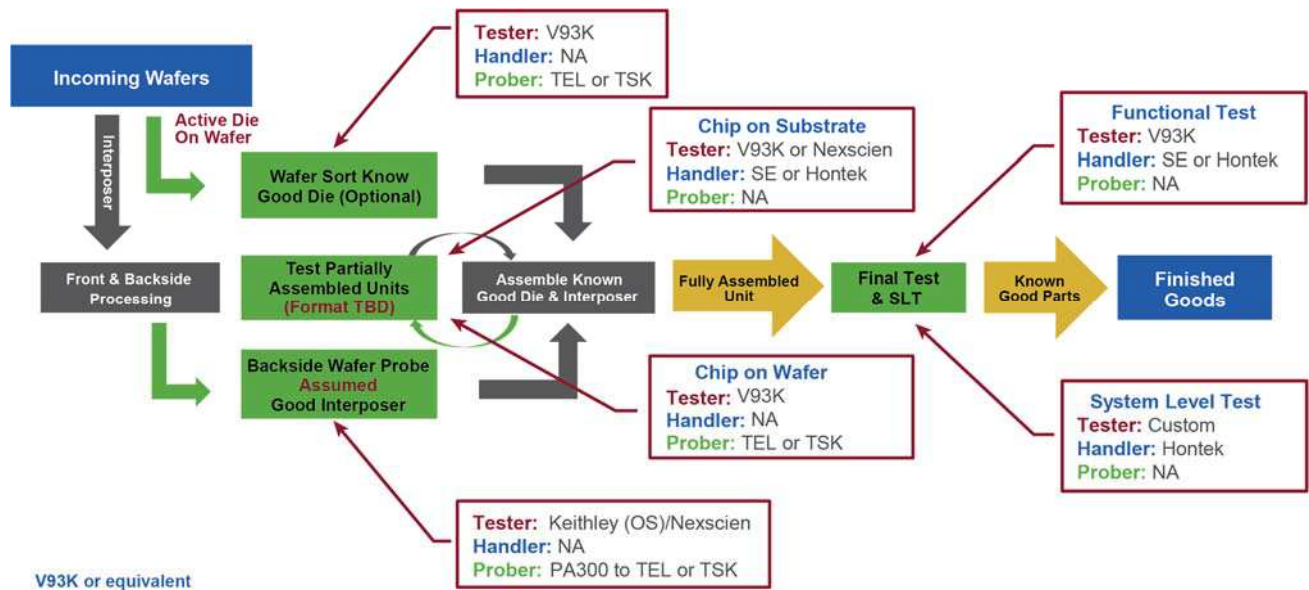 Incoming Wafers
Active Die
On Wafer
Interposer
Wafer Sort Know
Good Die (Optional)
Tester: V93K
Handler: NA
Prober: TEL or TSK
Chip on Substrate
Tester: V93K or Nexscien
Handler: SE or Hontek
Prober: NA
Functional Test
Tester: V93K
Handler: SE or Hontek
Prober: NA
Front & Backside
Processing
Test Partially
Assembled Units
(Format TBD)
Assemble Known
Good Die & Interposer
Fully Assembled
Unit
Final Test
& SLT
Known
Good Parts
Finished
Goods
Backside Wafer Probe
Assumed
Good Interposer
Chip on Wafer
Tester: V93K
Handler: NA
Prober: TEL or TSK
System Level Test
Tester: Custom
Handler: Hontek
Prober: NA
Tester: Keithley (OS)/Nexscien
Handler: NA
Prober: PA300 to TEL or TSK
V93K or equivalent